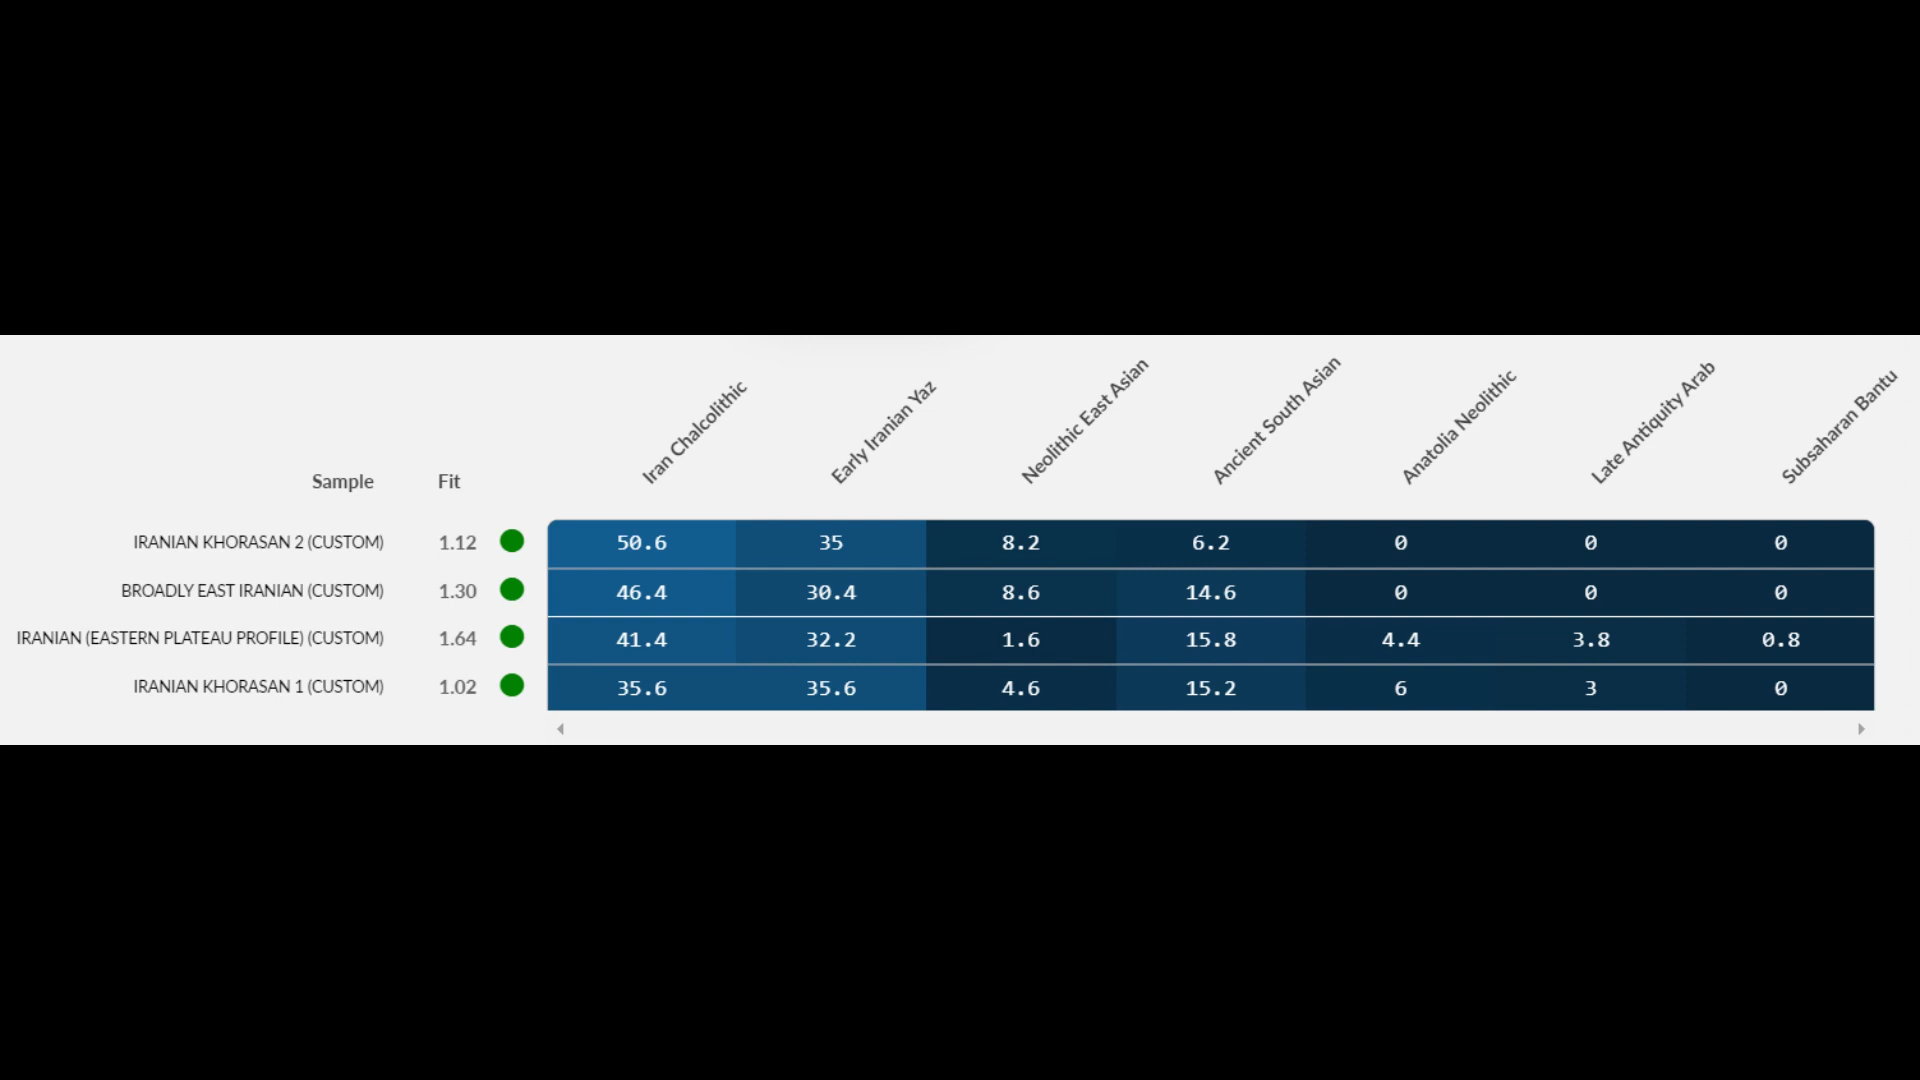 Iran Chalcolithic
Early Iranian Yaz
Neolithic East Asian
Ancient South Asian
Anatolia Neolithic
Late Antiquity Arab
Subsaharan Bantu
Sample Fit
IRANIAN KHORASAN 2 (CUSTOM) 1.12 50.6 35 8.2 6.2 0 0 0
BROADLY EAST IRANIAN (CUSTOM) 1.30 46.4 30.4 8.6 14.6 0 0 0
IRANIAN (EASTERN PLATEAU PROFILE) (CUSTOM) 1.64 41.4 32.2 1.6 15.8 4.4 3.8 0.8
IRANIAN KHORASAN 1 (CUSTOM) 1.02 35.6 35.6 4.6 15.2 6 3 0